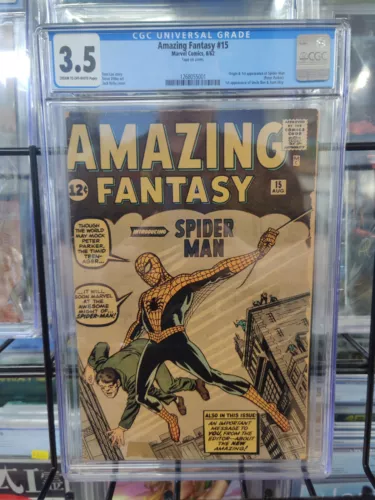 CGC UNIVERSAL GRADE
3.5
Amazing Fantasy #15
Marvel Comics, 8/62
AMAZING
FANTASY
12¢
15
AUG.
INTRODUCING
SPIDER
MAN
THOUGH
THE WORLD
MAY MOCK
PETER
PARKER,
THE TIMID
TEEN-
AGER...
...IT WILL
SOON MARVEL
AT THE
AWESOME
MIGHT OF...
SPIDER-MAN!
ALSO IN THIS ISSUE:
AN IMPORTANT
MESSAGE TO
YOU, FROM THE
EDITOR--ABOUT
THE NEW
AMAZING!